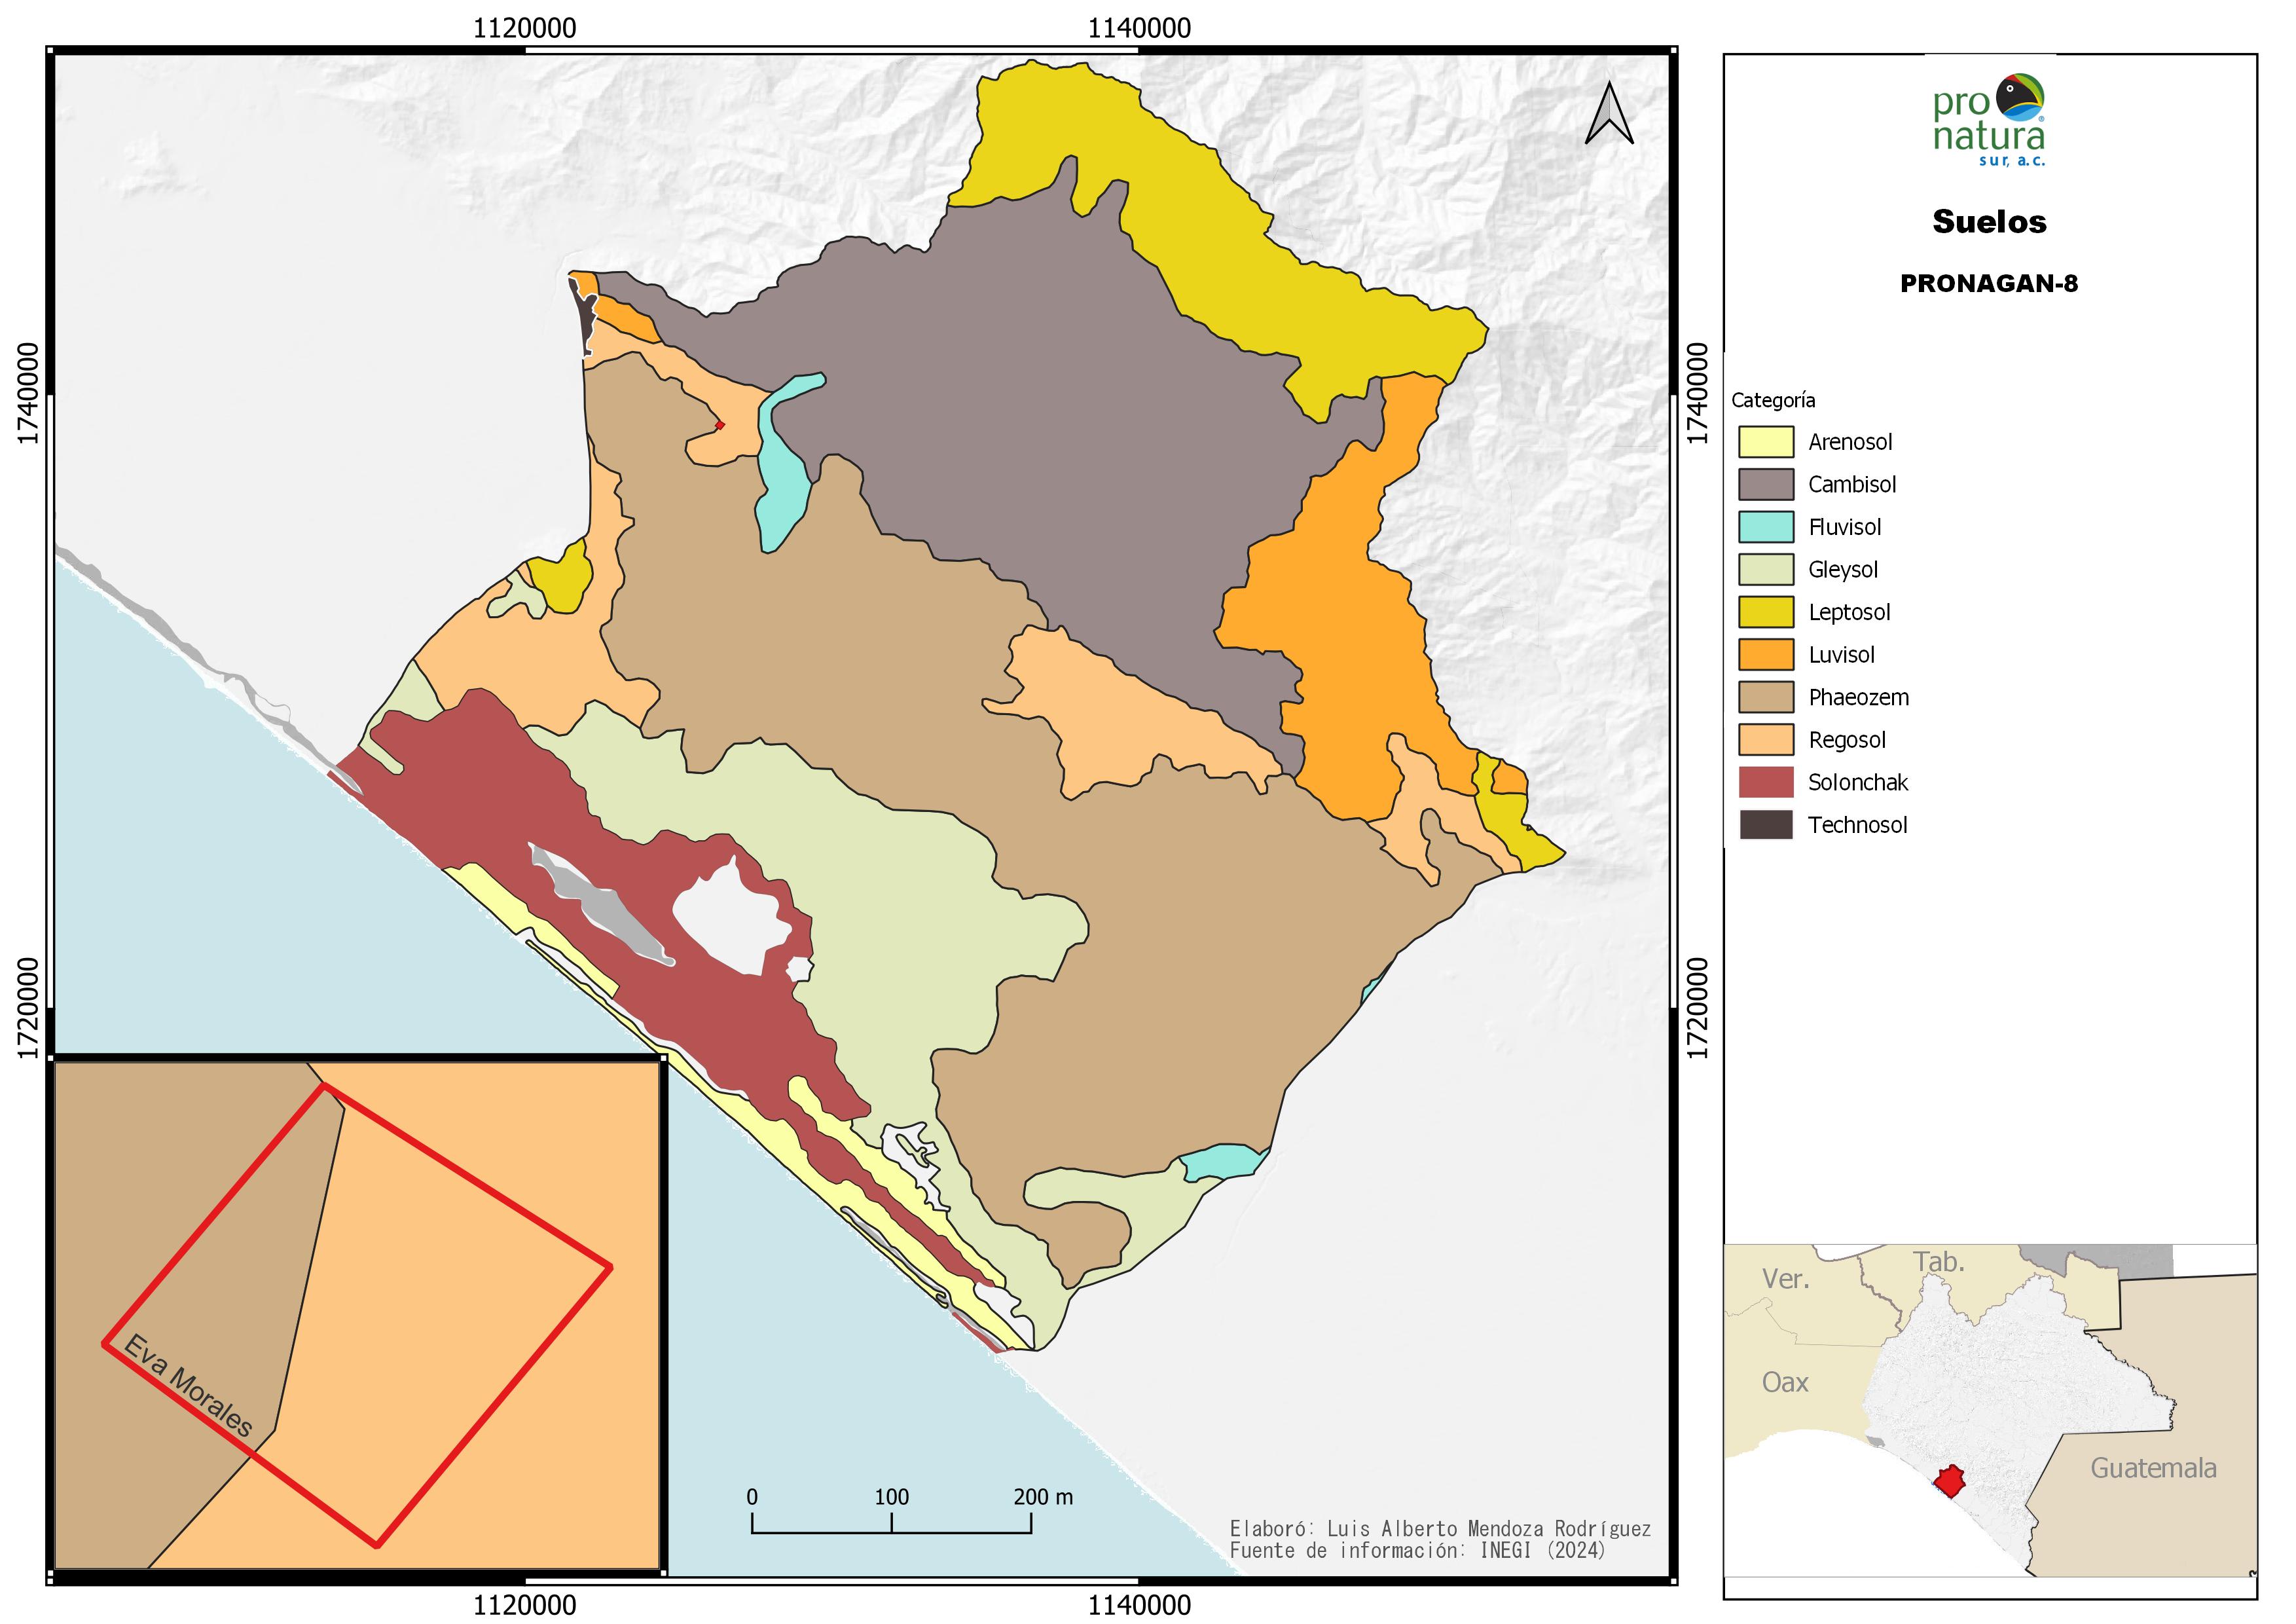 1120000
1140000
1740000
1740000
1720000
1720000
Eva Morales
0
100
200 m
Elaboró: Luis Alberto Mendoza Rodríguez
Fuente de información: INEGI (2024)
1120000
1140000
pro
natura
®
sur, a.c.
Suelos
PRONAGAN-8
Categoría
Arenosol
Cambisol
Fluvisol
Gleysol
Leptosol
Luvisol
Phaeozem
Regosol
Solonchak
Technosol
Ver.
Tab.
Oax
Guatemala